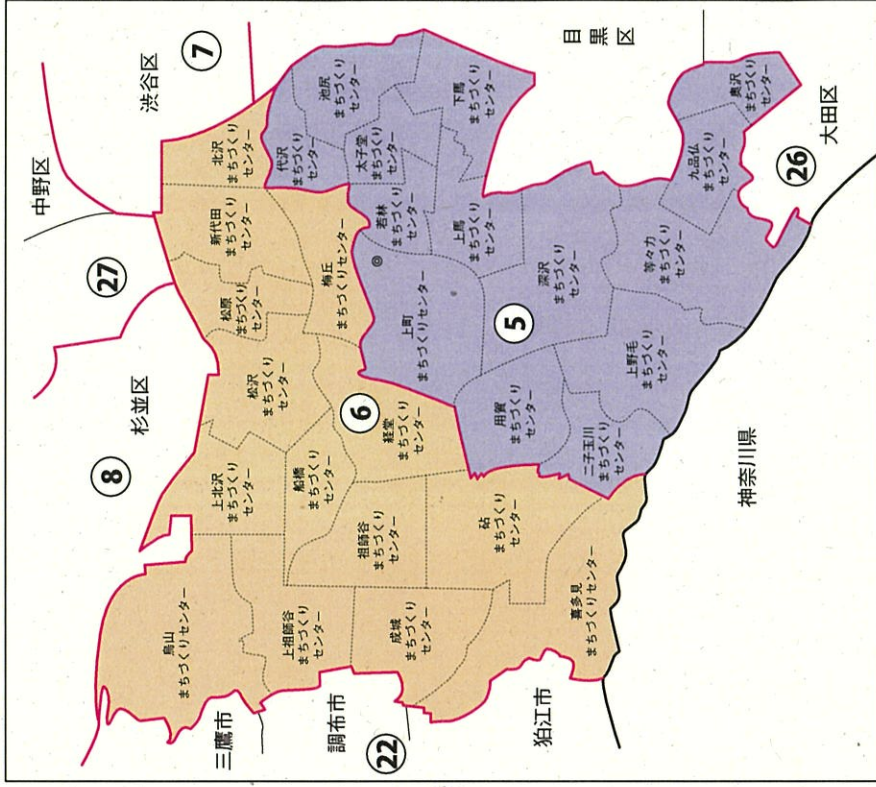 中野区
渋谷区
⑦
㉗
杉並区
⑧
目黒区
大田区
㉖
神奈川県
三鷹市
調布市
㉒
狛江市
⑥
烏山
まちづくりセンター
上北沢
まちづくり
センター
上祖師谷
まちづくり
センター
成城
まちづくり
センター
船橋
まちづくり
センター
祖師谷
まちづくり
センター
砧
まちづくり
センター
喜多見
まちづくりセンター
松沢
まちづくり
センター
経堂
まちづくり
センター
松原
まちづくり
センター
新代田
まちづくり
センター
北沢
まちづくり
センター
梅丘
まちづくりセンター
⑤
代沢
まちづくり
センター
池尻
まちづくり
センター
太子堂
まちづくり
センター
下馬
まちづくり
センター
若林
まちづくり
センター
上馬
まちづくり
センター
上町
まちづくりセンター
用賀
まちづくり
センター
二子玉川
まちづくり
センター
深沢
まちづくり
センター
上野毛
まちづくり
センター
等々力
まちづくり
センター
九品仏
まちづくり
センター
奥沢
まちづくり
センター